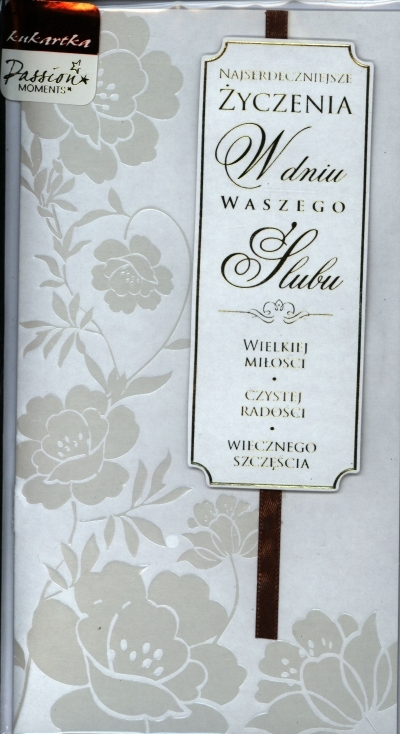 kukartka
Passion
MOMENTS
NAJSERDECZNIEJSZE
ŻYCZENIA
W dniu
WASZEGO
Ślubu
WIELKIEJ
MIŁOŚCI
•
CZYSTEJ
RADOŚCI
•
WIECZNEGO
SZCZĘŚCIA